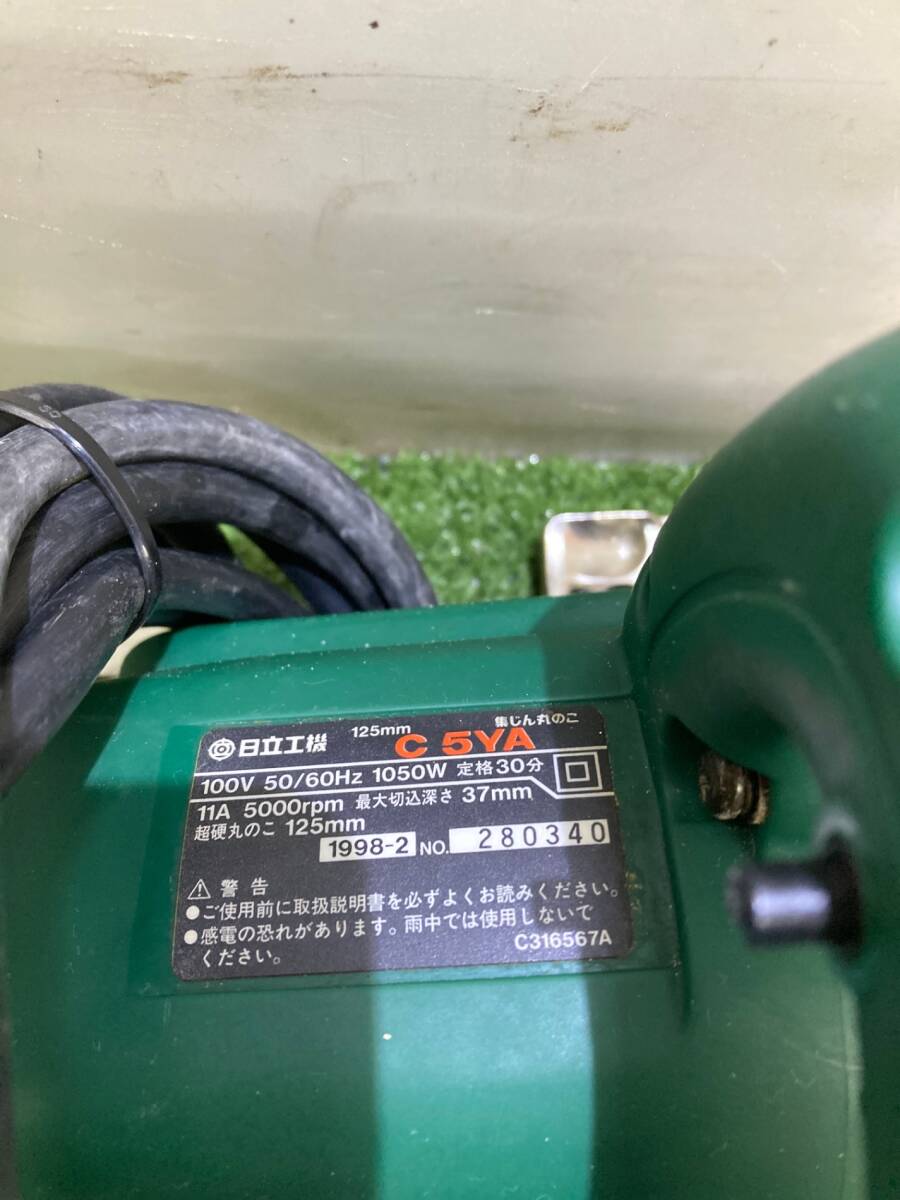 日立工機 125mm 集じん丸のこ
C 5YA
100V 50/60Hz 1050W 定格30分
11A 5000rpm 最大切込深さ 37mm
超硬丸のこ 125mm
1998-2 NO. 280340
⚠ 警告
●ご使用前に取扱説明書を必ずよくお読みください。
●感電の恐れがあります。雨中では使用しないで
ください。
C316567A